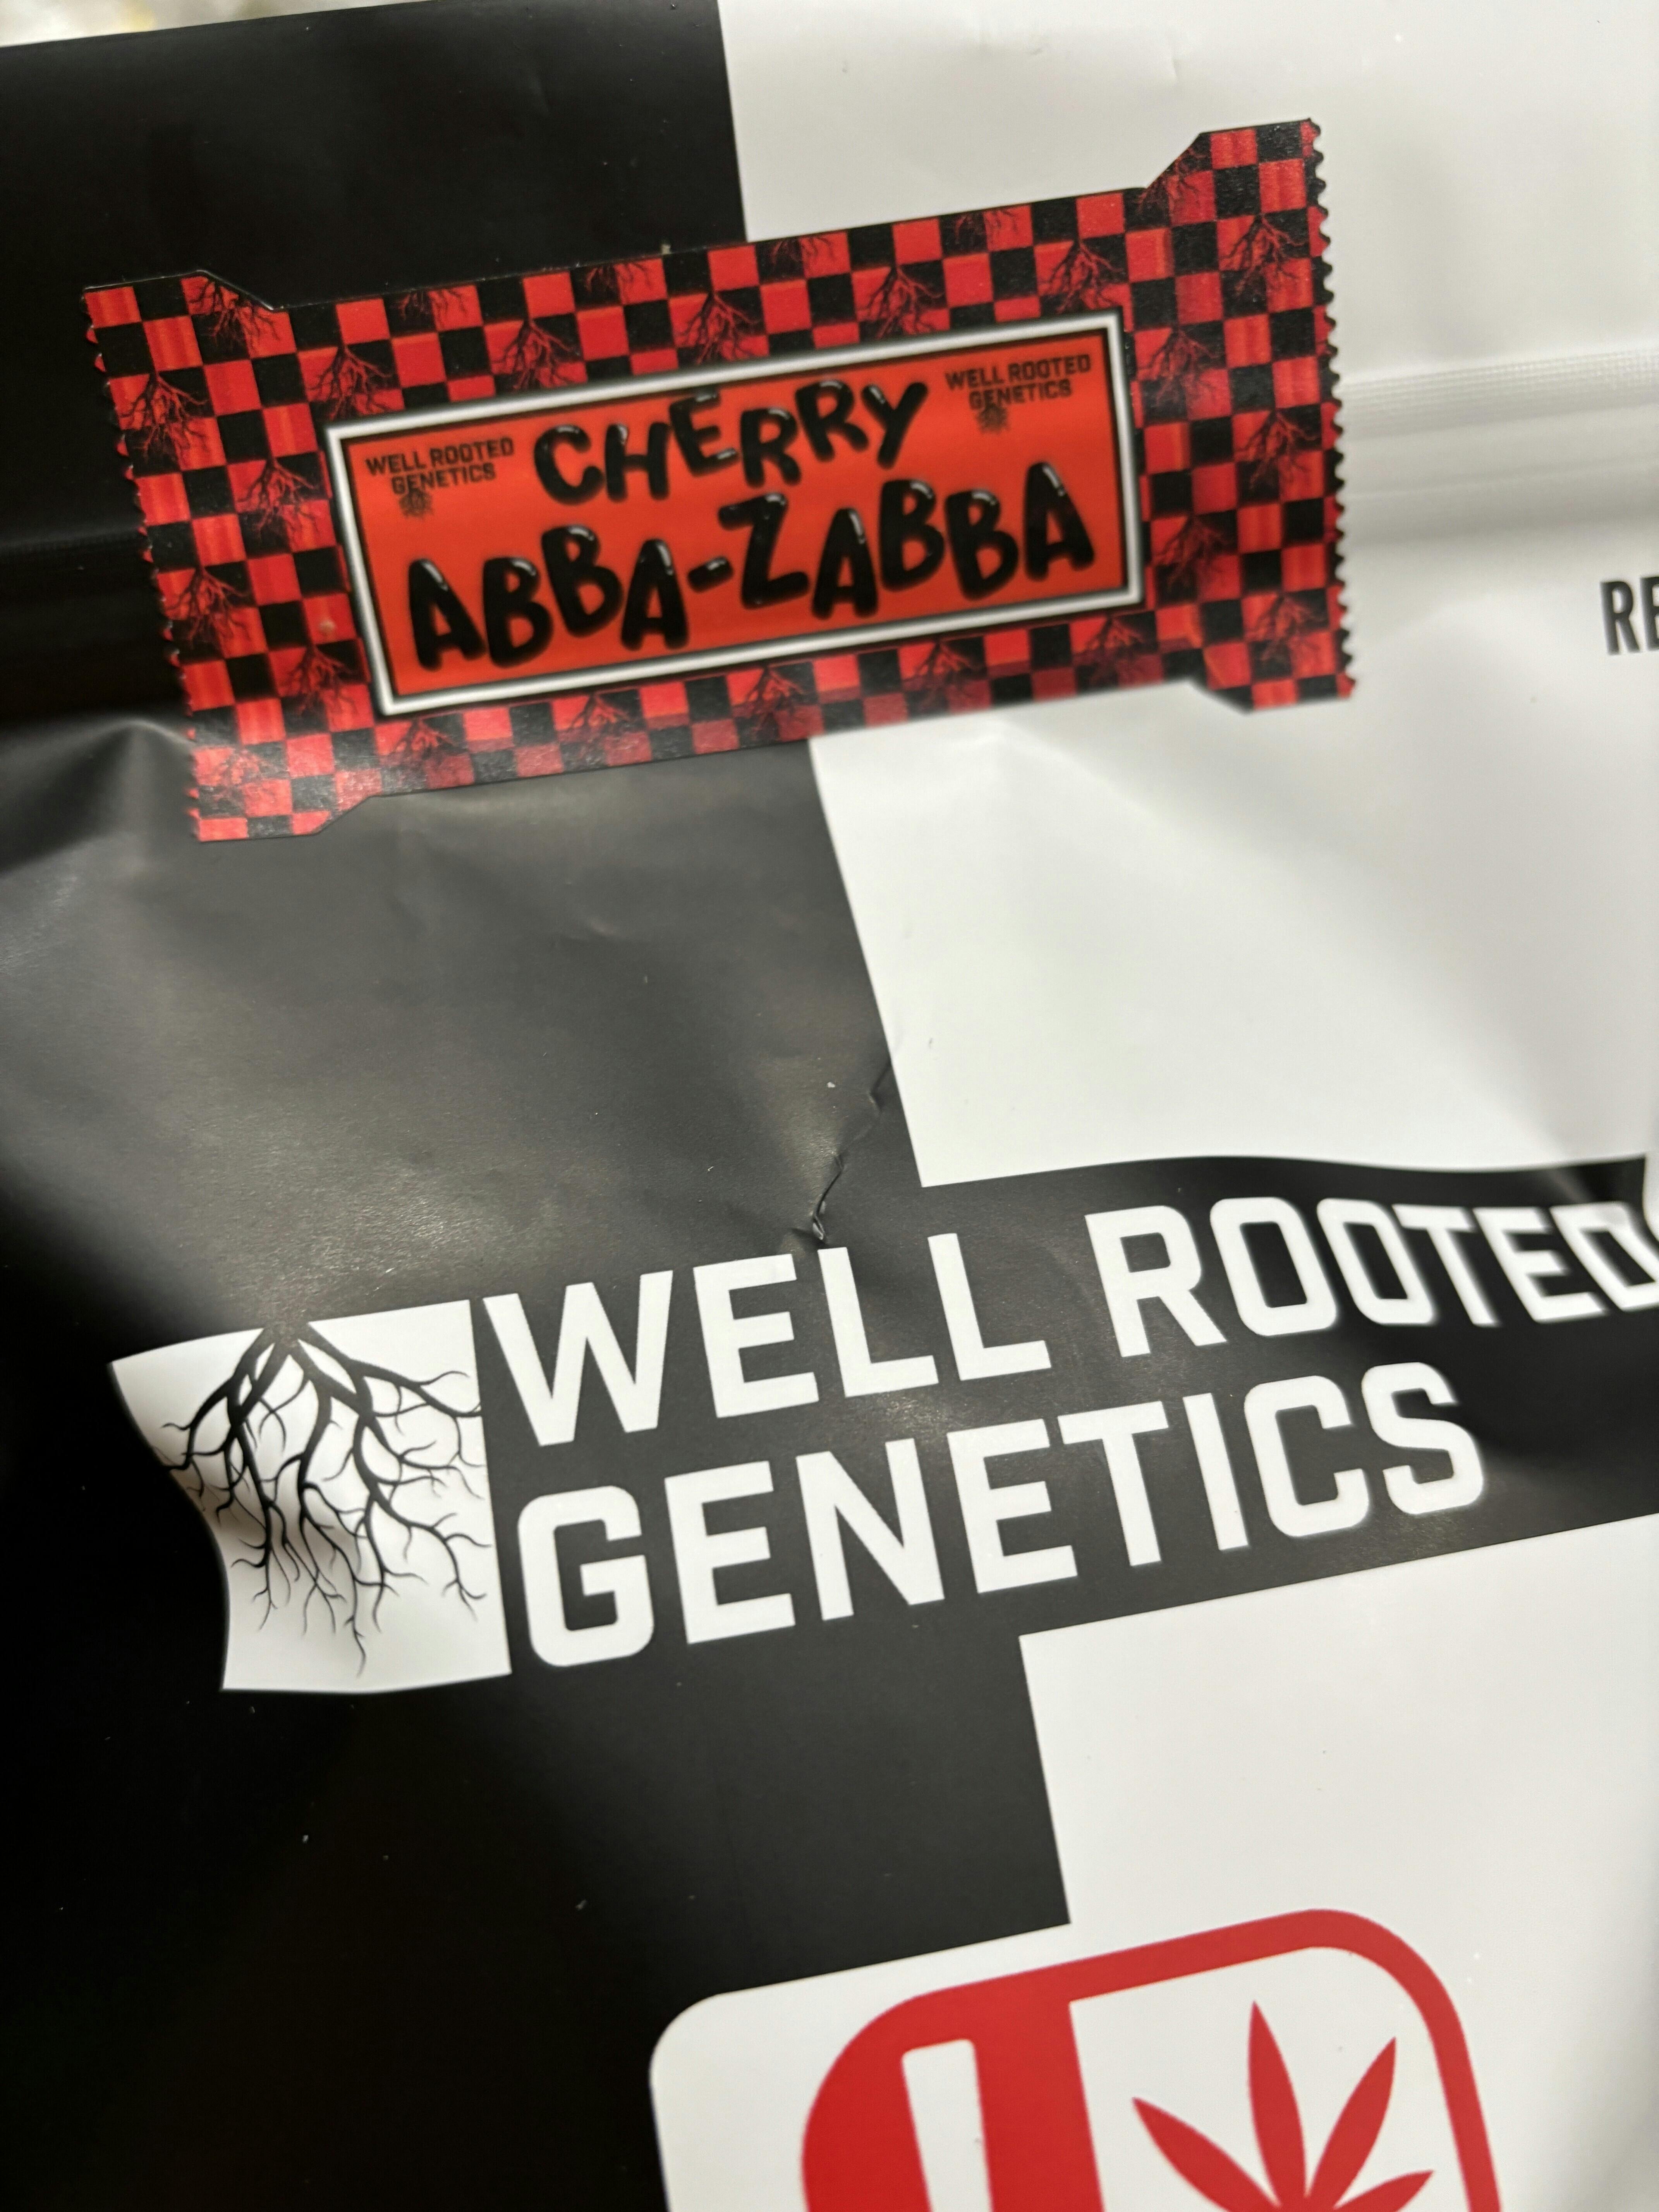 WELL ROOTED
GENETICS
CHERRY
ABBA-ZABBA
WELL ROOTED
GENETICS
RE
WELL ROOTED
GENETICS